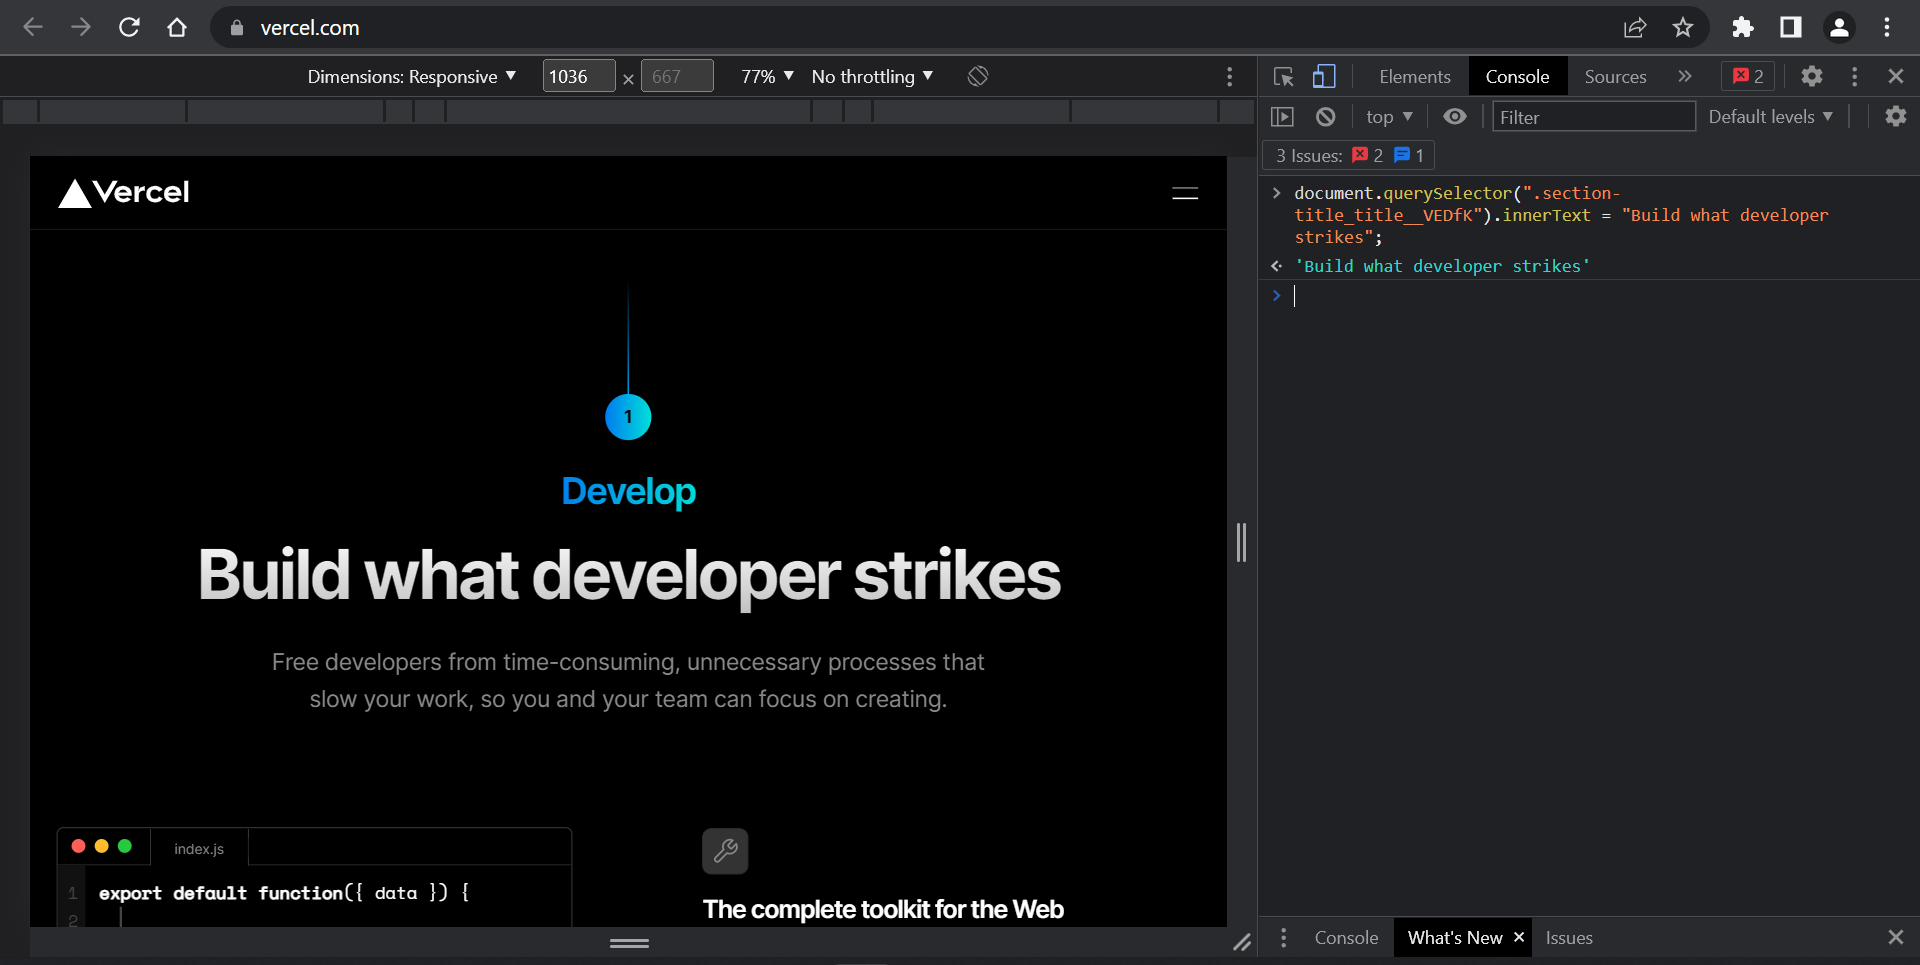 vercel.com
Dimensions: Responsive ▼ 1036 × 667 77% ▼ No throttling ▼
Elements Console Sources » 2
top ▼ Filter Default levels ▼
3 Issues: 2 1
> document.querySelector(".section-
title_title__VEDfK").innerText = "Build what developer
strikes";
'Build what developer strikes'
>
Vercel
1
Develop
Build what developer strikes
Free developers from time-consuming, unnecessary processes that
slow your work, so you and your team can focus on creating.
index.js
1 export default function({ data }) {
2
The complete toolkit for the Web
Console What's New × Issues